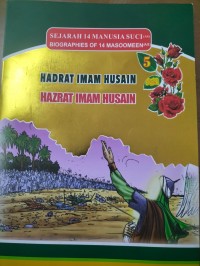 SEJARAH 14 MANUSIA SUCI
BIOGRAPHIES OF 14 MASOOMEEN
5
HADRAT IMAM HUSAIN
HAZRAT IMAM HUSAIN